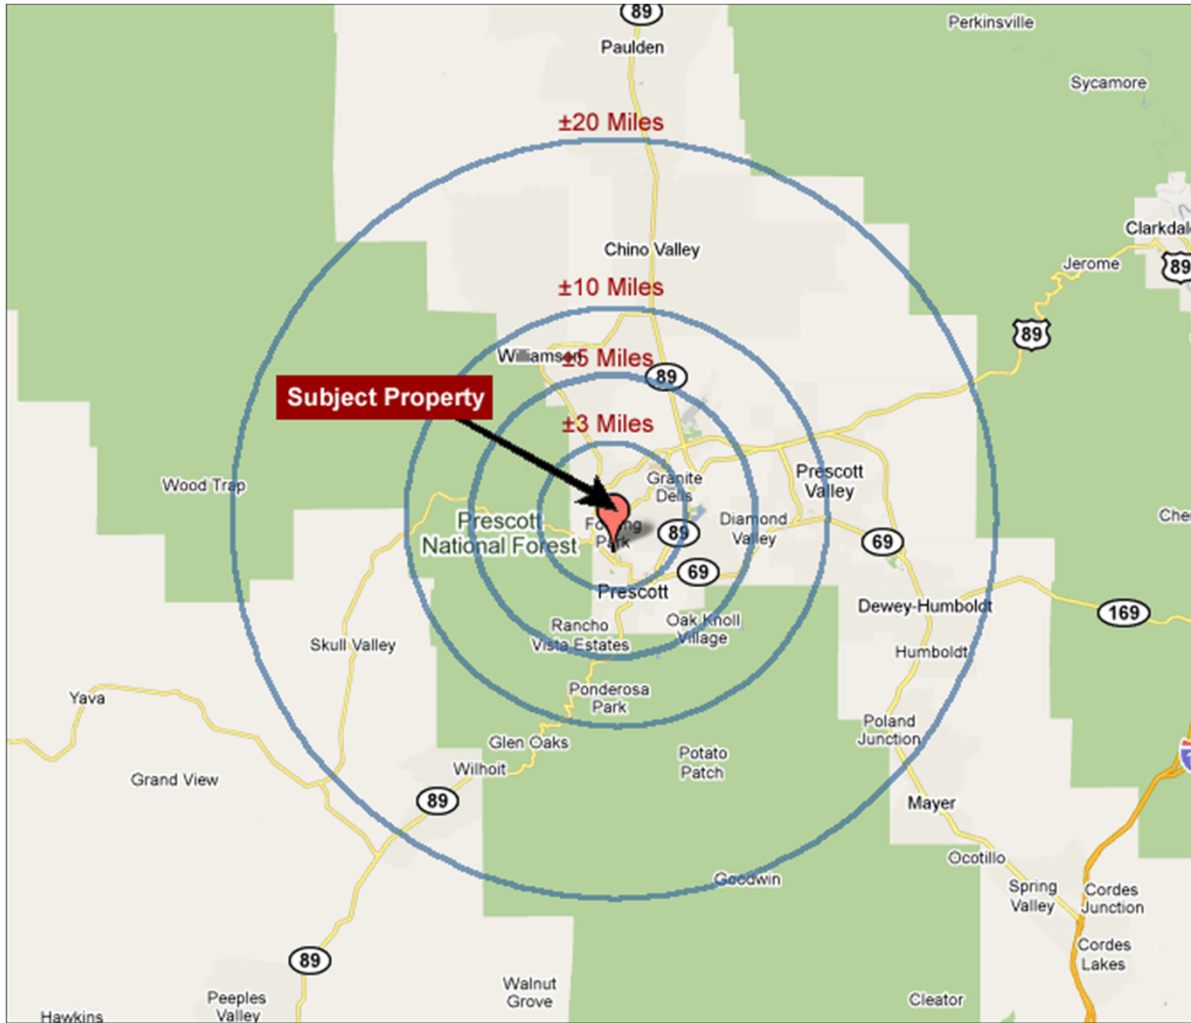 89
Perkinsville
Paulden
Sycamore
±20 Miles
Clarkdal
Chino Valley
Jerome
89
±10 Miles
89
Williamson
±5 Miles
89
Subject Property
±3 Miles
Granite
Dells
Prescott
Valley
Wood Trap
Prescott
National Forest
Park
89
Diamond
Valley
Che
69
69
Prescott
Dewey-Humboldt
169
Rancho
Vista Estates
Oak Knoll
Village
Skull Valley
Humboldt
Yava
Ponderosa
Park
Poland
Junction
Glen Oaks
Potato
Patch
Wilhoit
Grand View
89
Mayer
Ocotillo
Goodwin
Spring
Valley
Cordes
Junction
89
Cordes
Lakes
Walnut
Grove
Peeples
Valley
Cleator
Hawkins